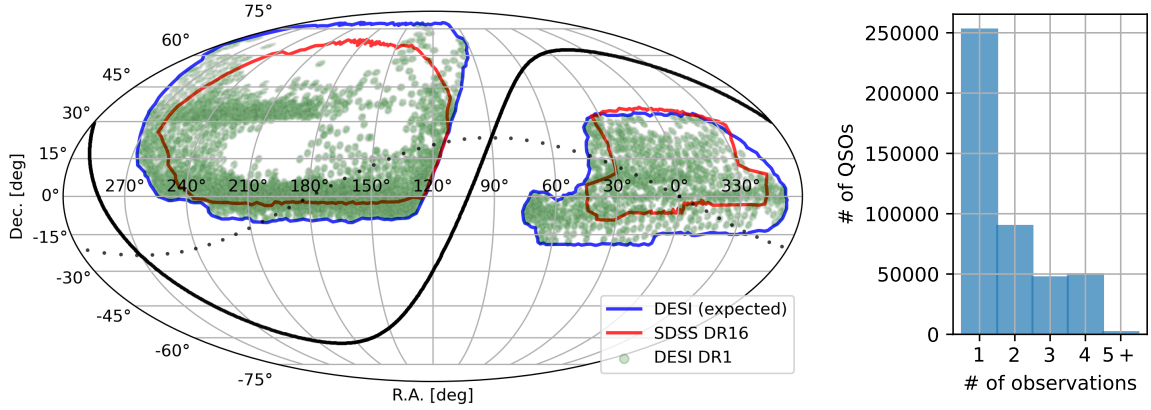 75°
60°
45°
30°
15°
0°
-15°
-30°
-45°
-60°
-75°
Dec. [deg]
270° 240° 210° 180° 150° 120° 90° 60° 30° 0° 330°
R.A. [deg]
DESI (expected)
SDSS DR16
DESI DR1
250000
200000
150000
100000
50000
0
# of QSOs
1 2 3 4 5 +
# of observations